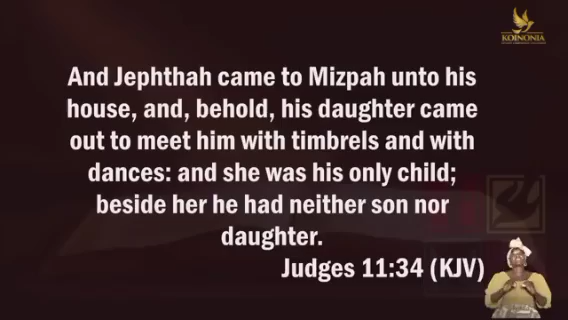 KOINONIA
And Jephthah came to Mizpah unto his
house, and, behold, his daughter came
out to meet him with timbrels and with
dances: and she was his only child;
beside her he had neither son nor
daughter.
Judges 11:34 (KJV)